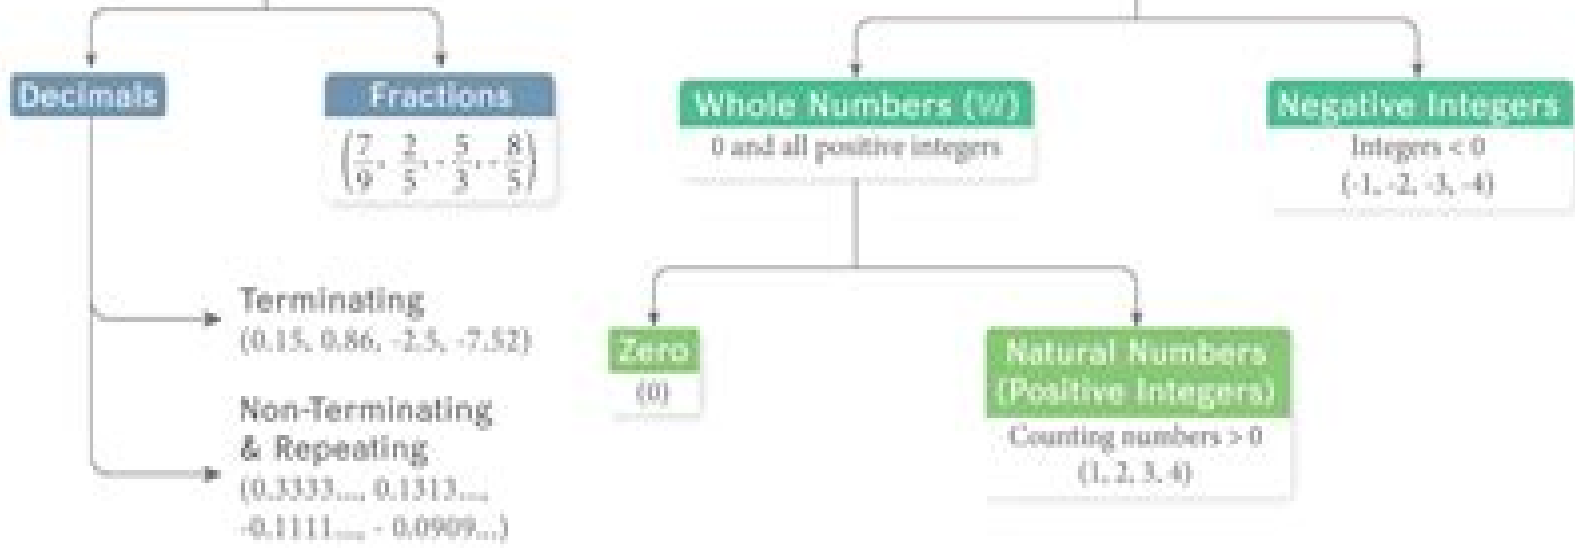 Decimals
Fractions
(7/9, 2/5, -5/3, -8/5)
Terminating
(0.15, 0.86, -2.5, -7.52)
Non-Terminating
& Repeating
(0.3333..., 0.1313...,
-0.1111..., - 0.0909...)
Whole Numbers (W)
0 and all positive integers
Negative Integers
Integers < 0
(-1, -2, -3, -4)
Zero
(0)
Natural Numbers
(Positive Integers)
Counting numbers > 0
(1, 2, 3, 4)